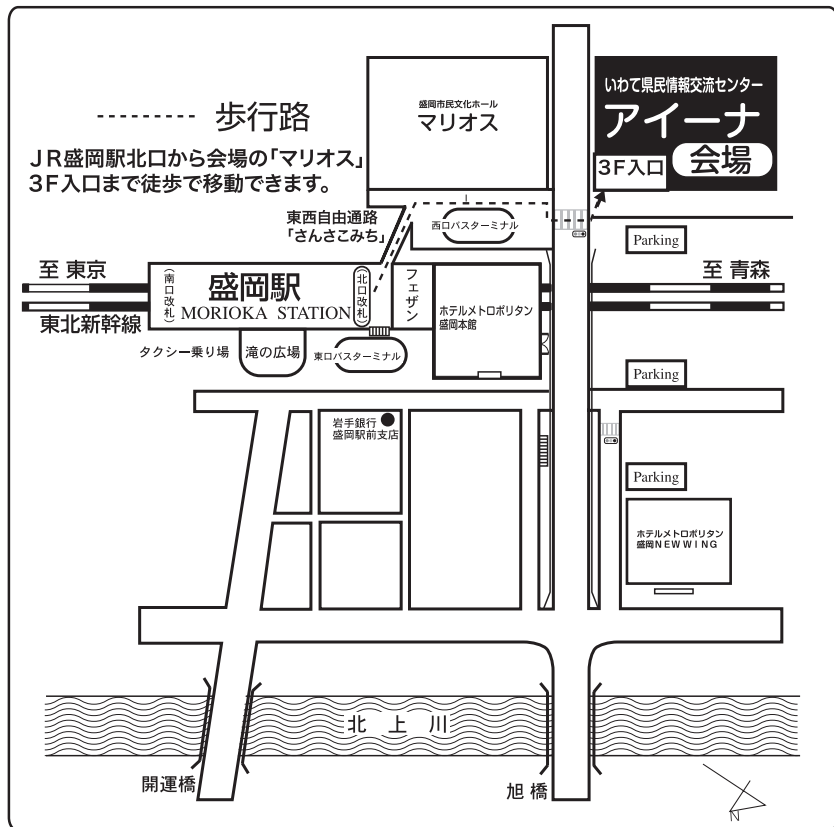 盛岡市民文化ホール
マリオス
いわて県民情報交流センター
アイーナ
会場
3F入口
歩行路
JR盛岡駅北口から会場の「マリオス」
3F入口まで徒歩で移動できます。
東西自由通路
「さんさこみち」
西口バスターミナル
Parking
至 東京
至 青森
東北新幹線
（南口改札）
盛岡駅
MORIOKA STATION
（北口改札）
フェザン
ホテルメトロポリタン
盛岡本館
タクシー乗り場
滝の広場
東口バスターミナル
Parking
岩手銀行
盛岡駅前支店
Parking
ホテルメトロポリタン
盛岡NEWWING
北上川
開運橋
旭橋
N